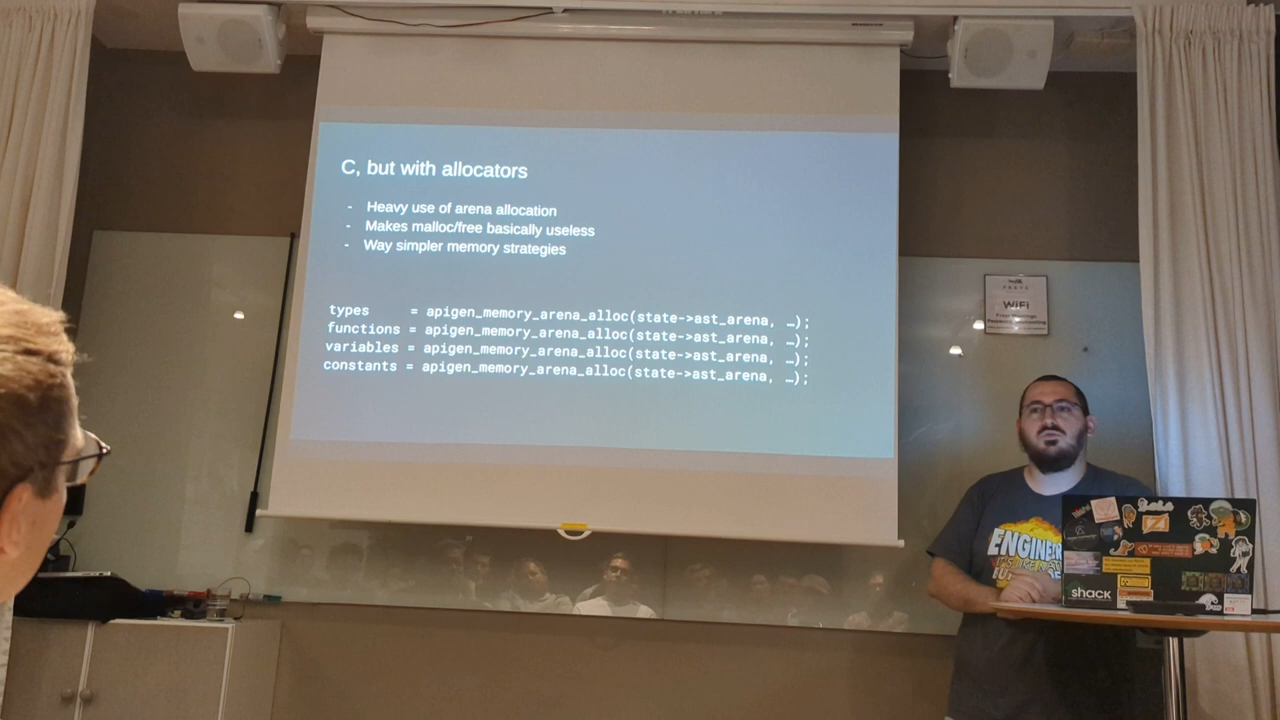 C, but with allocators
- Heavy use of arena allocation
- Makes malloc/free basically useless
- Way simpler memory strategies
types     = apigen_memory_arena_alloc(state->ast_arena, …);
functions = apigen_memory_arena_alloc(state->ast_arena, …);
variables = apigen_memory_arena_alloc(state->ast_arena, …);
constants = apigen_memory_arena_alloc(state->ast_arena, …);
WiFi
shack